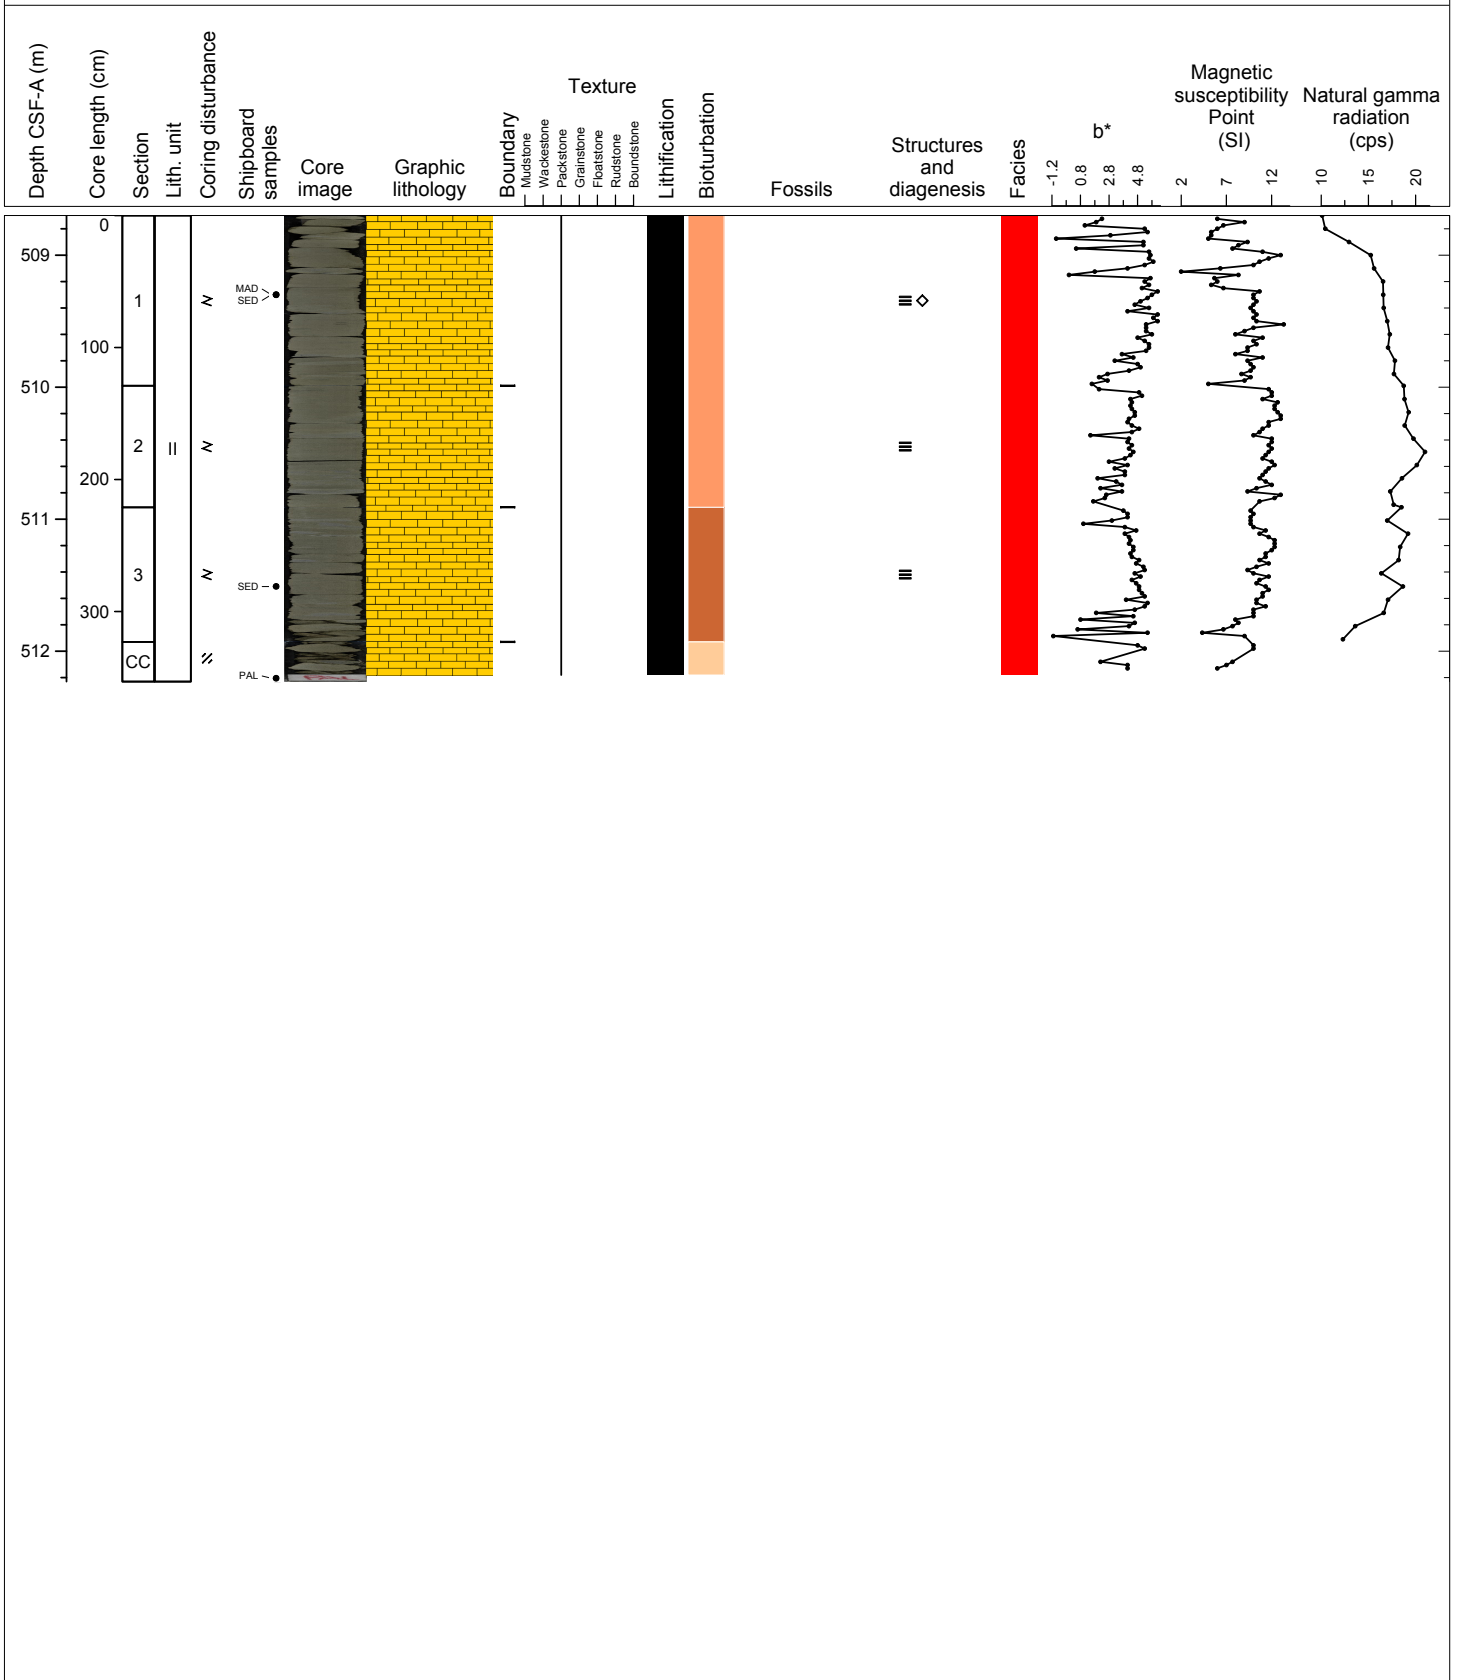 Depth CSF-A (m)
Core length (cm)
Section
Lith. unit
Coring disturbance
Shipboard
samples
Core
image
Graphic
lithology
Boundary
Texture
Mudstone
Wackestone
Packstone
Grainstone
Floatstone
Rudstone
Boundstone
Lithification
Bioturbation
Fossils
Structures
and
diagenesis
Facies
b*
-1.2 0.8 2.8 4.8
Magnetic
susceptibility
Point
(SI)
2 7 12
Natural gamma
radiation
(cps)
10 15 20
0
509
MAD
SED
1
100
510
2 II
200
511
3
SED
300
512
CC
PAL